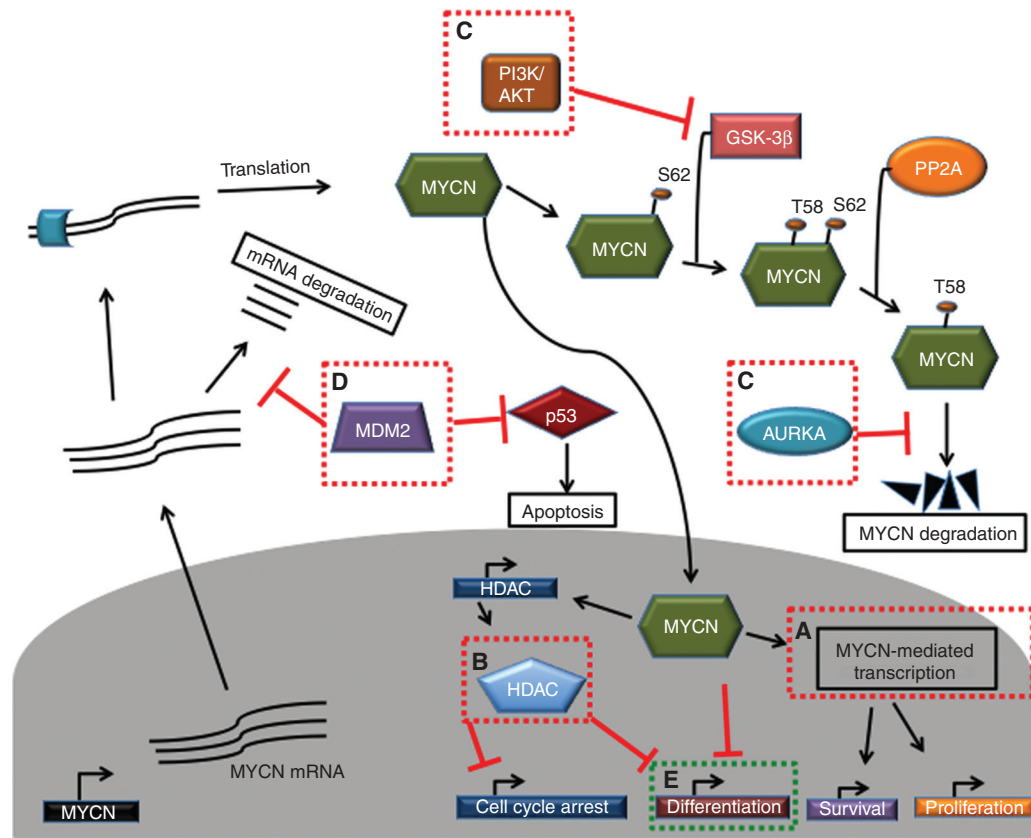 C
PI3K/
AKT
GSK-3β
PP2A
Translation
MYCN
S62
MYCN
T58 S62
MYCN
T58
MYCN
mRNA degradation
D
MDM2
p53
Apoptosis
C
AURKA
MYCN degradation
HDAC
MYCN
A
MYCN-mediated
transcription
B
HDAC
MYCN mRNA
MYCN
Cell cycle arrest
E
Differentiation
Survival
Proliferation